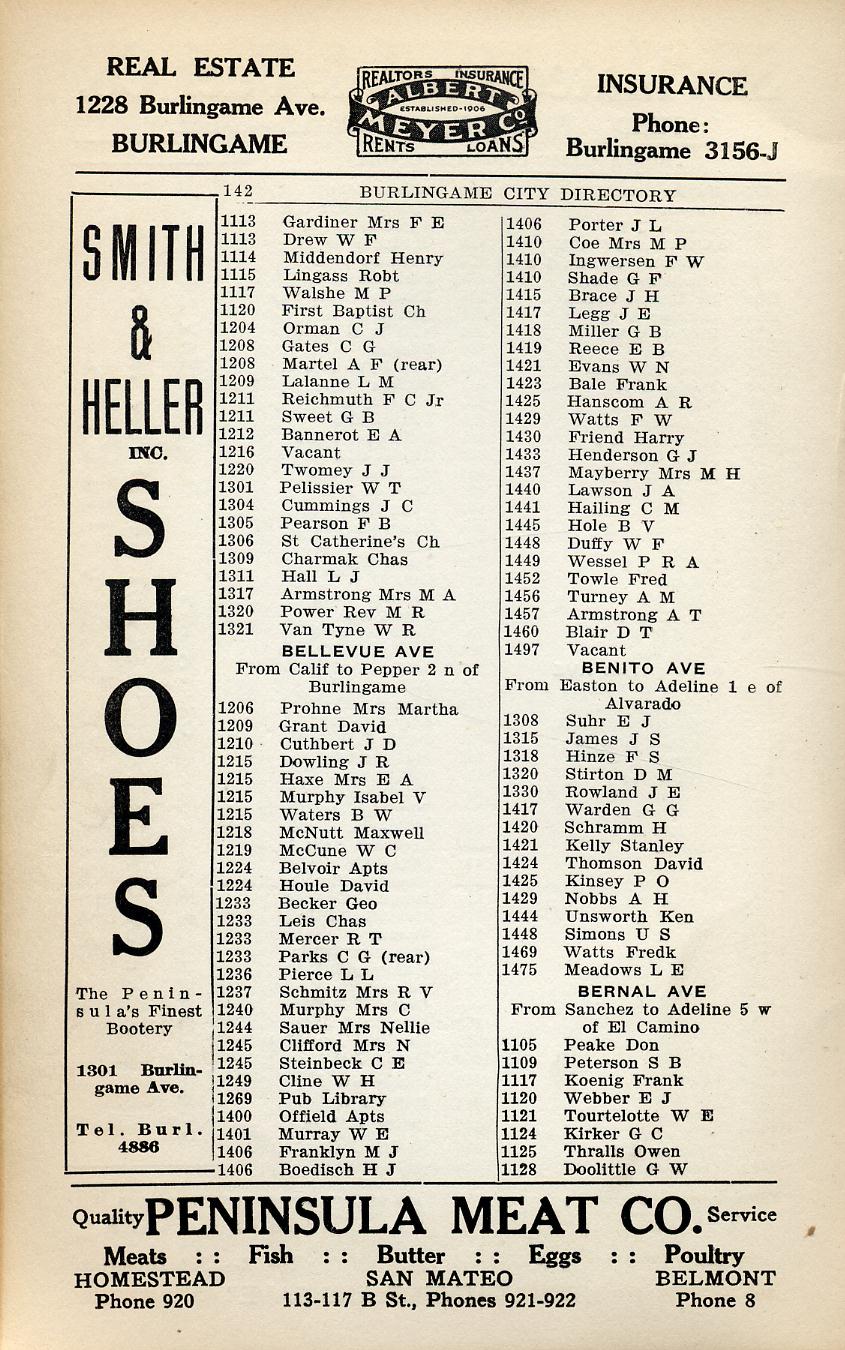 REAL ESTATE
1228 Burlingame Ave.
BURLINGAME
REALTORS INSURANCE
ALBERT
ESTABLISHED-1906
MEYER CO
RENTS LOANS
INSURANCE
Phone:
Burlingame 3156-J
142 BURLINGAME CITY DIRECTORY
SMITH
&
HELLER
INC.
S
H
O
E
S
The Penin-
sula's Finest
Bootery
1301 Burlin-
game Ave.
Tel. Burl.
4886
1113 Gardiner Mrs F E
1113 Drew W F
1114 Middendorf Henry
1115 Lingass Robt
1117 Walshe M P
1120 First Baptist Ch
1204 Orman C J
1208 Gates C G
1208 Martel A F (rear)
1209 Lalanne L M
1211 Reichmuth F C Jr
1211 Sweet G B
1212 Bannerot E A
1216 Vacant
1220 Twomey J J
1301 Pelissier W T
1304 Cummings J C
1305 Pearson F B
1306 St Catherine's Ch
1309 Charmak Chas
1311 Hall L J
1317 Armstrong Mrs M A
1320 Power Rev M R
1321 Van Tyne W R
BELLEVUE AVE
From Calif to Pepper 2 n of
Burlingame
1206 Prohne Mrs Martha
1209 Grant David
1210 Cuthbert J D
1215 Dowling J R
1215 Haxe Mrs E A
1215 Murphy Isabel V
1215 Waters B W
1218 McNutt Maxwell
1219 McCune W C
1224 Belvoir Apts
1224 Houle David
1233 Becker Geo
1233 Leis Chas
1233 Mercer R T
1233 Parks C G (rear)
1236 Pierce L L
1237 Schmitz Mrs R V
1240 Murphy Mrs C
1244 Sauer Mrs Nellie
1245 Clifford Mrs N
1245 Steinbeck C E
1249 Cline W H
1269 Pub Library
1400 Offield Apts
1401 Murray W E
1406 Franklyn M J
1406 Boedisch H J
1406 Porter J L
1410 Coe Mrs M P
1410 Ingwersen F W
1410 Shade G F
1415 Brace J H
1417 Legg J E
1418 Miller G B
1419 Reece E B
1421 Evans W N
1423 Bale Frank
1425 Hanscom A R
1429 Watts F W
1430 Friend Harry
1433 Henderson G J
1437 Mayberry Mrs M H
1440 Lawson J A
1441 Hailing C M
1445 Hole B V
1448 Duffy W F
1449 Wessel P R A
1452 Towle Fred
1456 Turney A M
1457 Armstrong A T
1460 Blair D T
1497 Vacant
BENITO AVE
From Easton to Adeline 1 e of
Alvarado
1308 Suhr E J
1315 James J S
1318 Hinze F S
1320 Stirton D M
1330 Rowland J E
1417 Warden G G
1420 Schramm H
1421 Kelly Stanley
1424 Thomson David
1425 Kinsey P O
1429 Nobbs A H
1444 Unsworth Ken
1448 Simons U S
1469 Watts Fredk
1475 Meadows L E
BERNAL AVE
From Sanchez to Adeline 5 w
of El Camino
1105 Peake Don
1109 Peterson S B
1117 Koenig Frank
1120 Webber E J
1121 Tourtelotte W E
1124 Kirker G C
1125 Thralls Owen
1128 Doolittle G W
Quality PENINSULA MEAT CO. Service
Meats :: Fish :: Butter :: Eggs :: Poultry
HOMESTEAD SAN MATEO BELMONT
Phone 920 113-117 B St., Phones 921-922 Phone 8